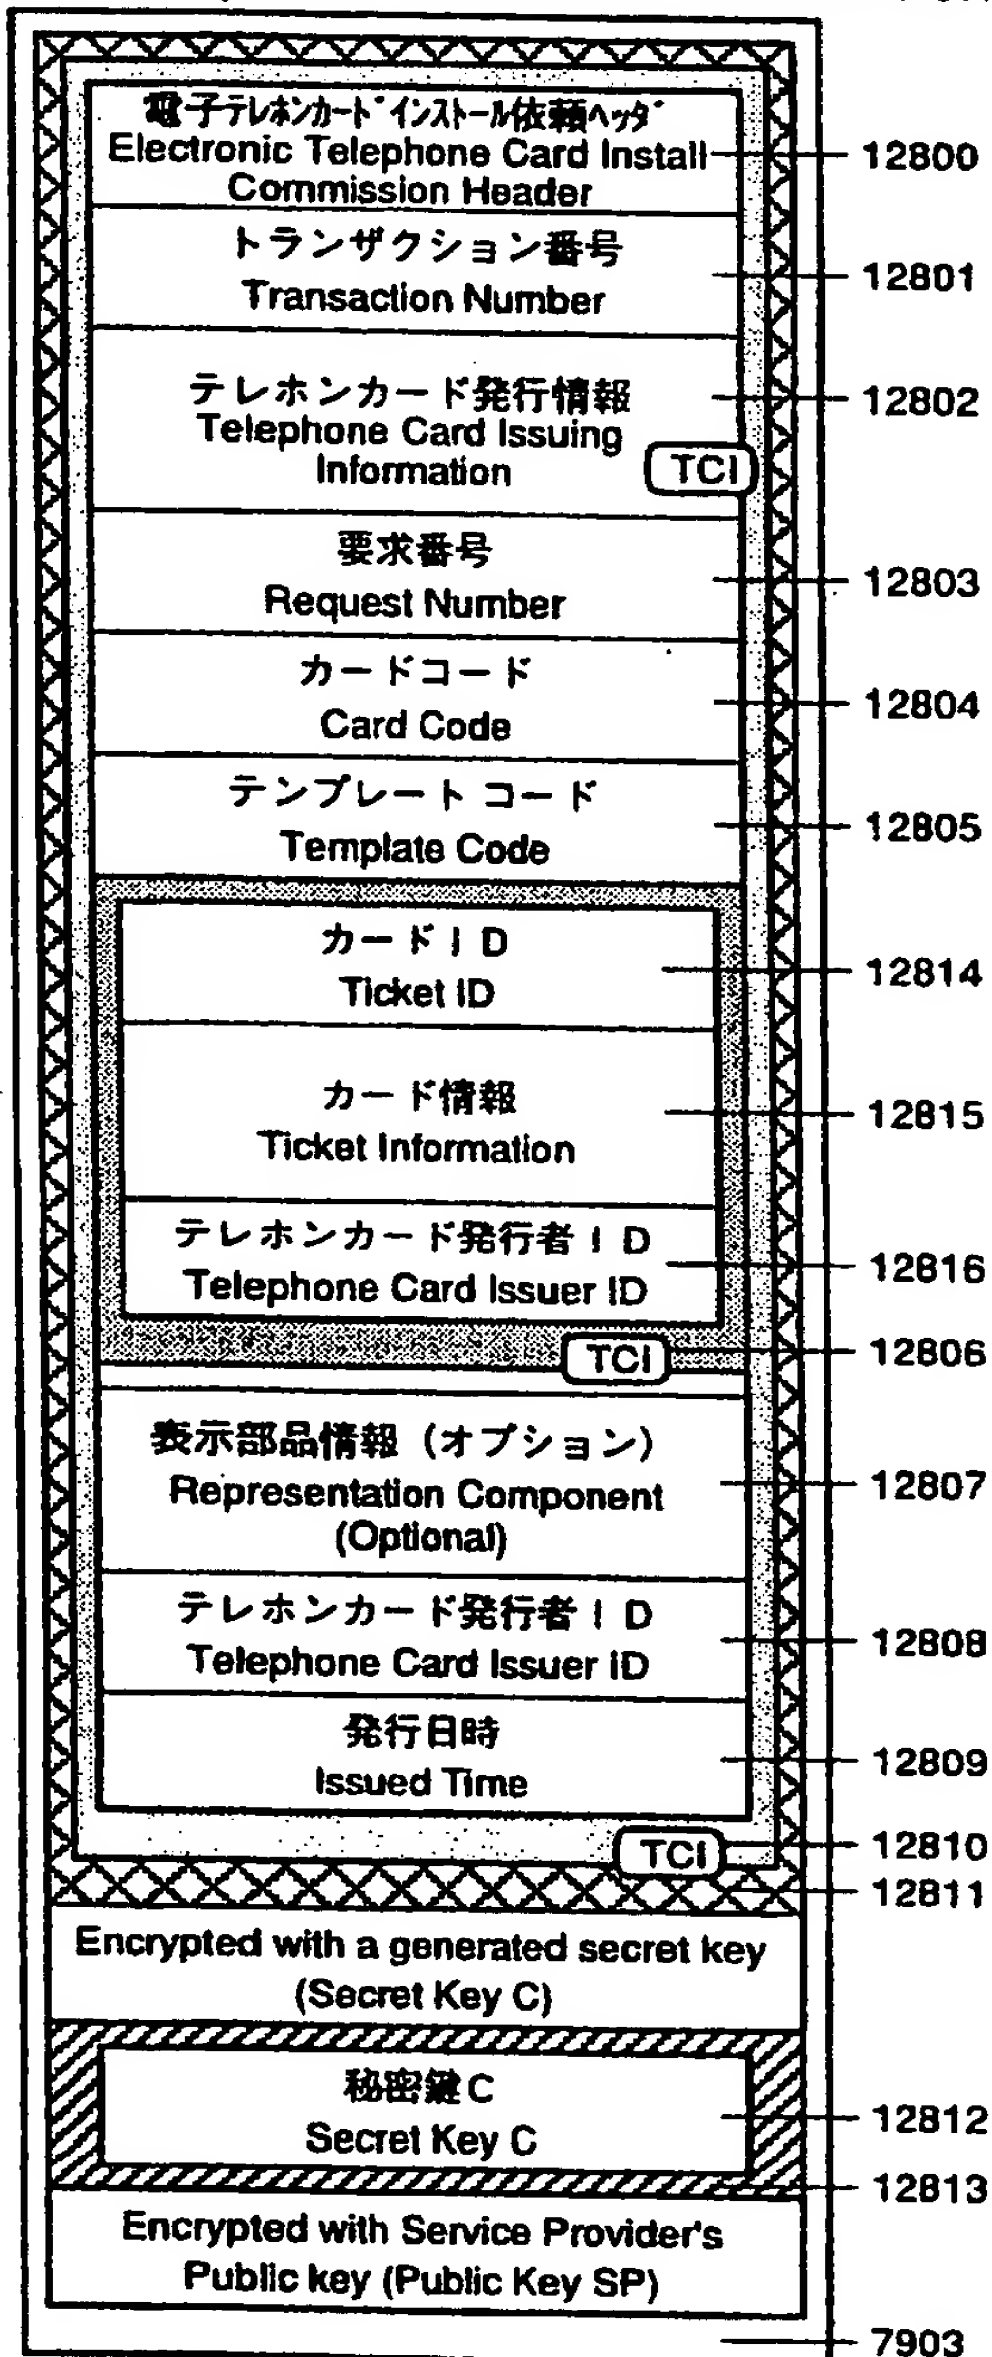 電子テレホンカードインストール依頼ヘッダ
Electronic Telephone Card Install
Commission Header
12800
トランザクション番号
Transaction Number
12801
テレホンカード発行情報
Telephone Card Issuing
Information
TCI
12802
要求番号
Request Number
12803
カードコード
Card Code
12804
テンプレート コード
Template Code
12805
カードID
Ticket ID
12814
カード情報
Ticket Information
12815
テレホンカード発行者ID
Telephone Card Issuer ID
12816
TCI
12806
表示部品情報(オプション)
Representation Component
(Optional)
12807
テレホンカード発行者ID
Telephone Card Issuer ID
12808
発行日時
Issued Time
12809
TCI
12810
12811
Encrypted with a generated secret key
(Secret Key C)
秘密鍵C
Secret Key C
12812
12813
Encrypted with Service Provider's
Public key (Public Key SP)
7903